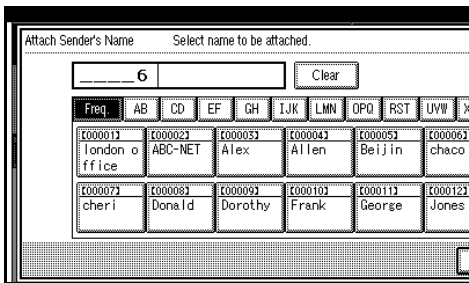 Attach Sender's Name Select name to be attached.
____6 Clear
Freq. AB CD EF GH IJK LMN OPQ RST UVW X
[00001] [00002] [00003] [00004] [00005] [00006]
london o ABC-NET Alex Allen Beijin chaco
ffice
[00007] [00008] [00009] [00010] [00011] [00012]
cheri Donald Dorothy Frank George Jones